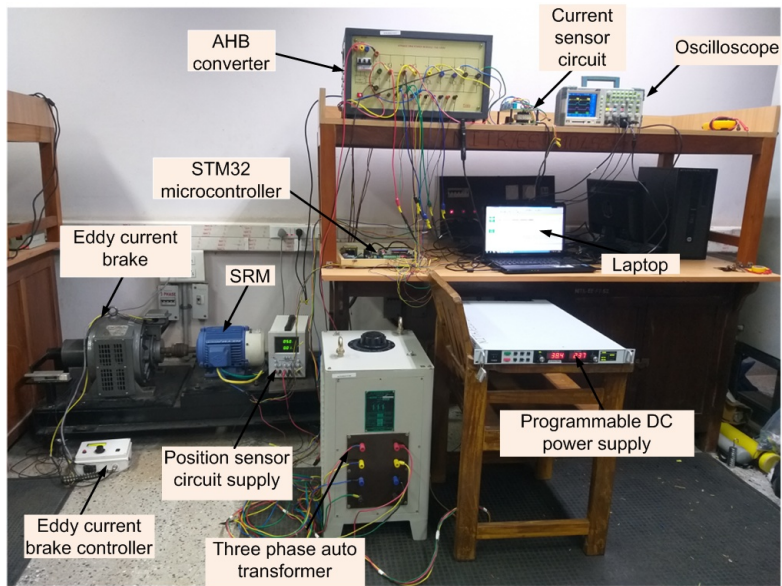 AHB
converter
Current
sensor
circuit
Oscilloscope
STM32
microcontroller
Eddy current
brake
SRM
Laptop
Position sensor
circuit supply
Programmable DC
power supply
Eddy current
brake controller
Three phase auto
transformer